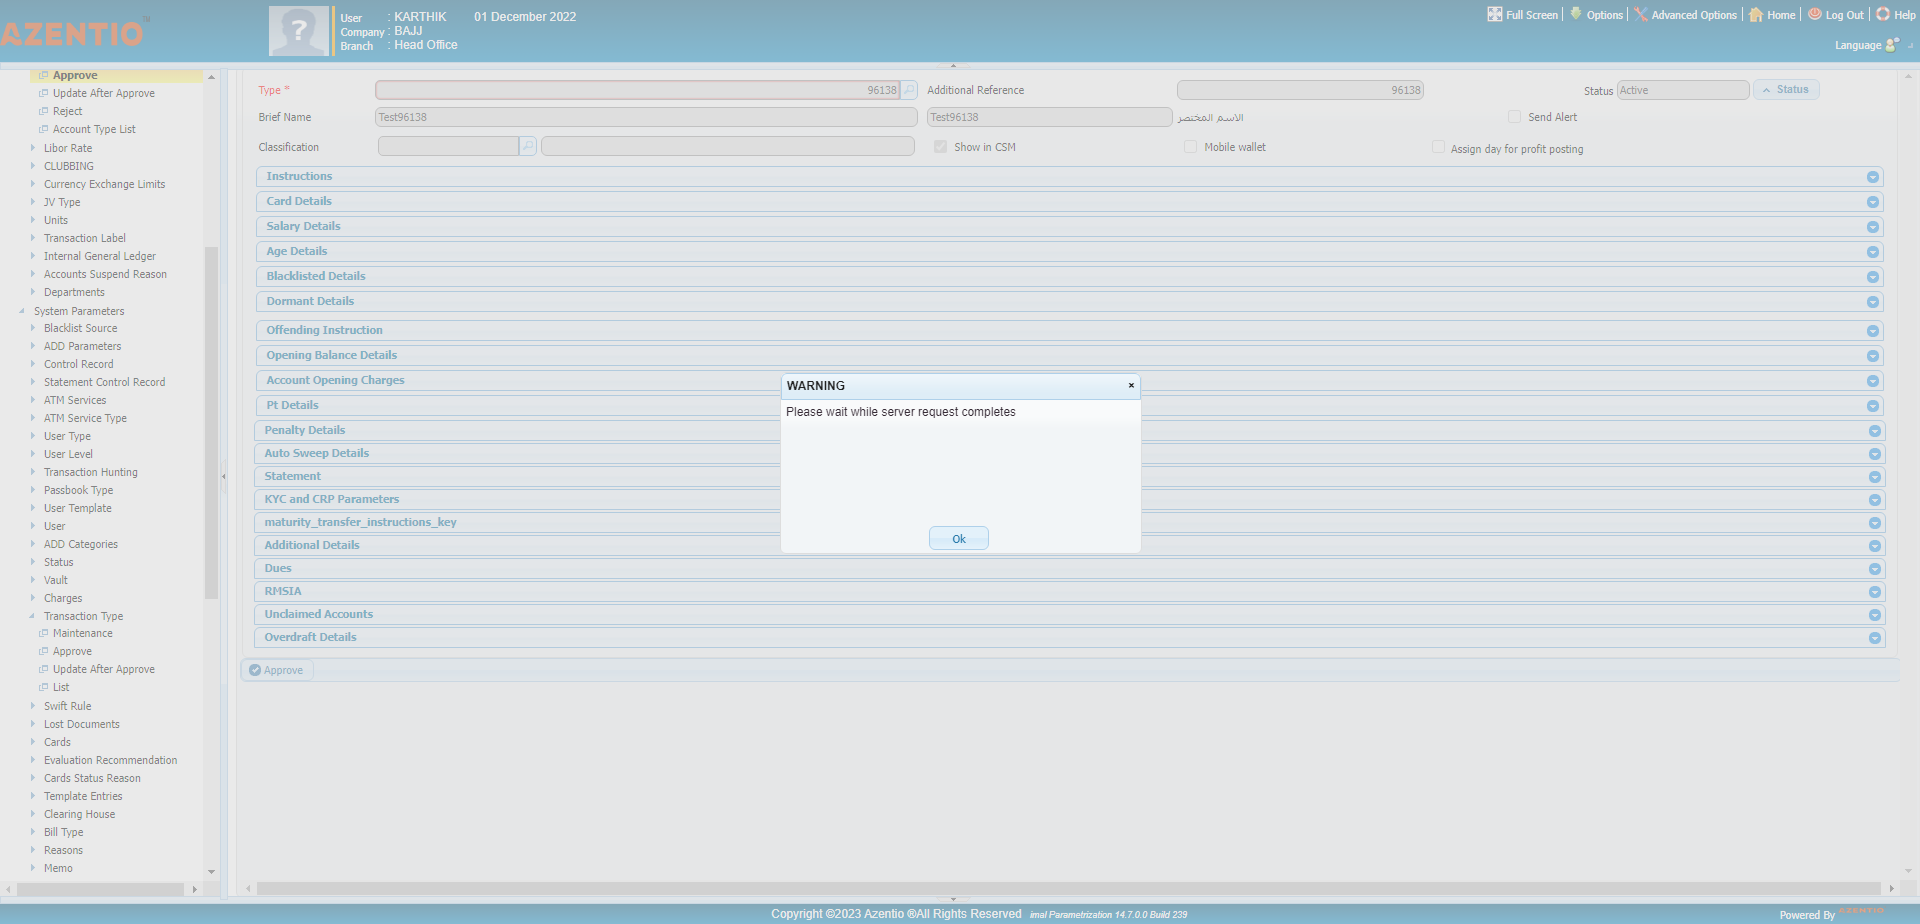 AZENTIO™
User : KARTHIK 01 December 2022
Company : BAJJ
Branch : Head Office
Full Screen
Options
Advanced Options
Home
Log Out
Help
Language
Approve
Update After Approve
Reject
Account Type List
Libor Rate
CLUBBING
Currency Exchange Limits
JV Type
Units
Transaction Label
Internal General Ledger
Accounts Suspend Reason
Departments
System Parameters
Blacklist Source
ADD Parameters
Control Record
Statement Control Record
ATM Services
ATM Service Type
User Type
User Level
Transaction Hunting
Passbook Type
User Template
User
ADD Categories
Status
Vault
Charges
Transaction Type
Maintenance
Approve
Update After Approve
List
Swift Rule
Lost Documents
Cards
Evaluation Recommendation
Cards Status Reason
Template Entries
Clearing House
Bill Type
Reasons
Memo
Type * 96138 Additional Reference 96138 Status Active Status
Brief Name Test96138 Test96138 الاسم المختصر Send Alert
Classification Show in CSM Mobile wallet Assign day for profit posting
Instructions
Card Details
Salary Details
Age Details
Blacklisted Details
Dormant Details
Offending Instruction
Opening Balance Details
Account Opening Charges
Pt Details
Penalty Details
Auto Sweep Details
Statement
KYC and CRP Parameters
maturity_transfer_instructions_key
Additional Details
Dues
RMSIA
Unclaimed Accounts
Overdraft Details
Approve
WARNING ×
Please wait while server request completes
Ok
Copyright ©2023 Azentio ®All Rights Reserved imal Parametrization 14.7.0.0 Build 239
Powered By AZENTIO